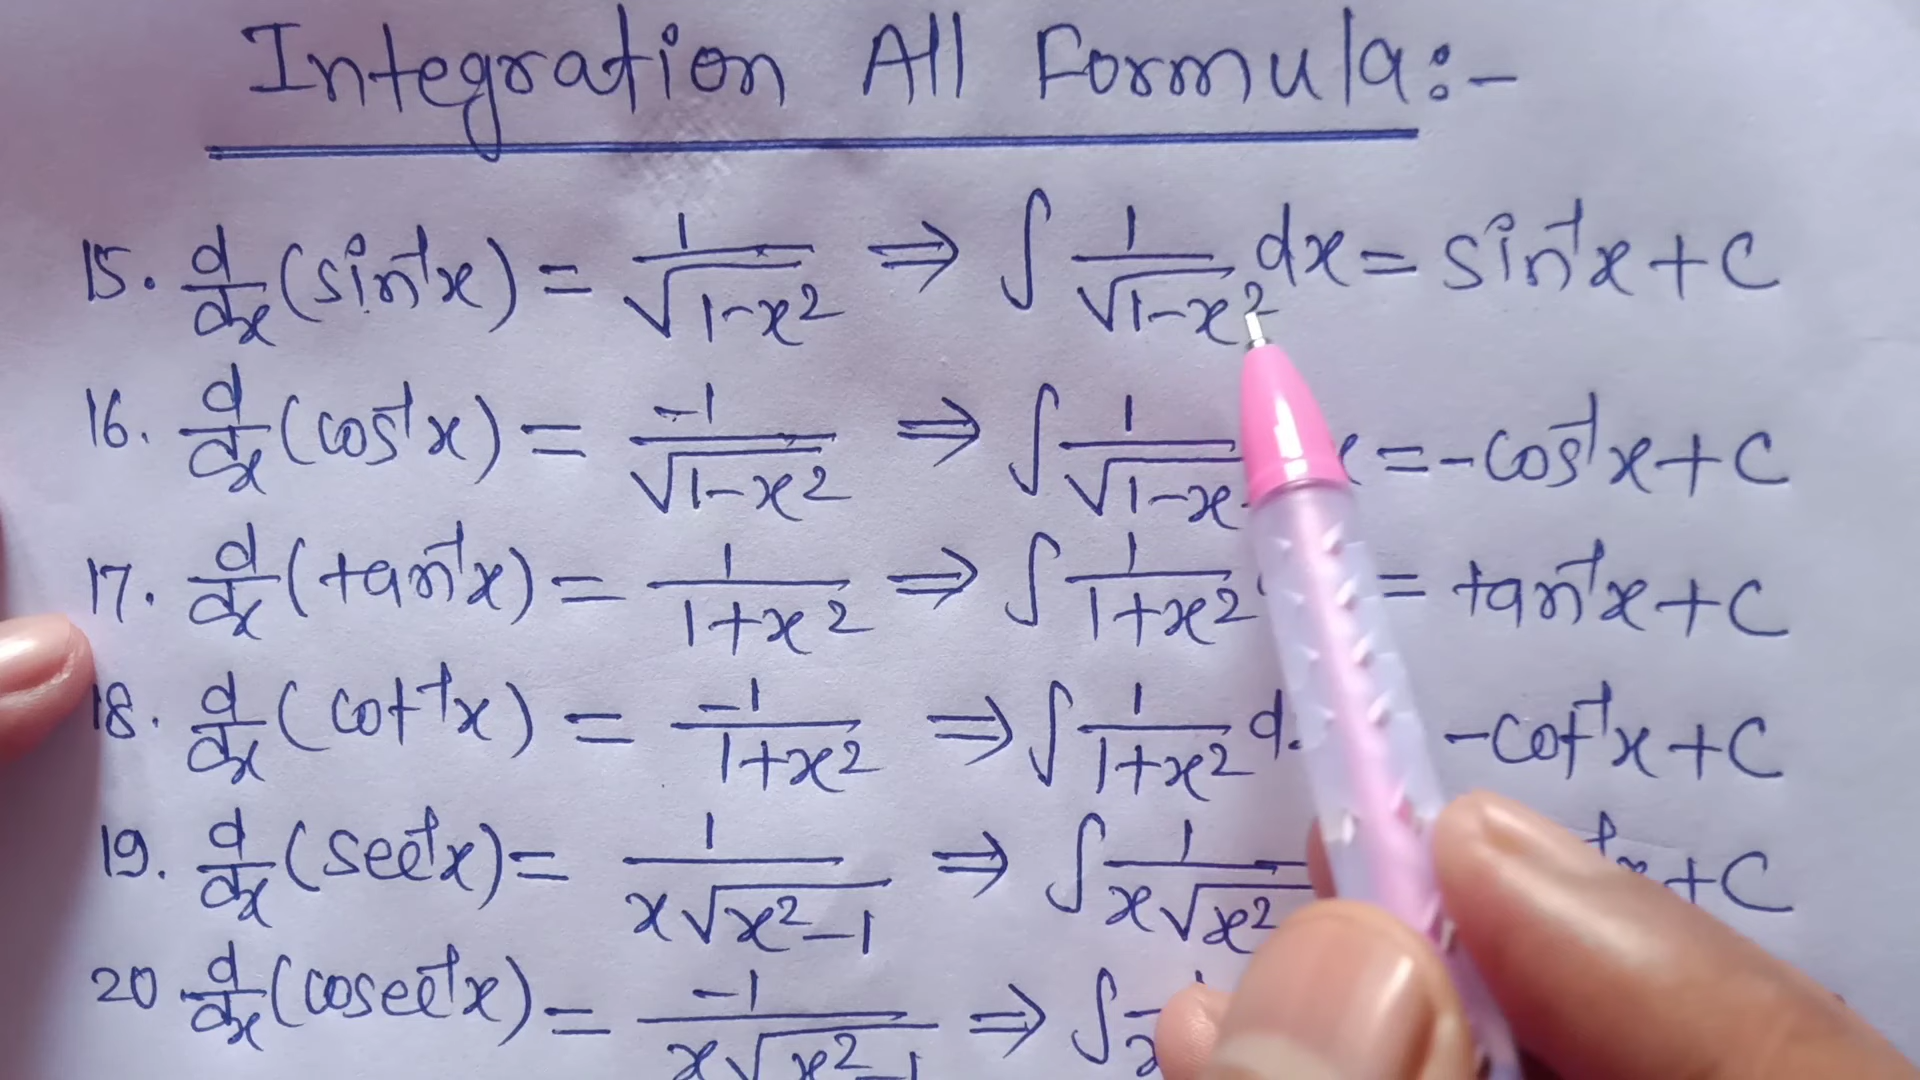 Integration All Formula:-
15. d/dx (sin⁻¹x) = 1/√(1-x²) ⇒ ∫ 1/√(1-x²) dx = sin⁻¹x + C
16. d/dx (cos⁻¹x) = -1/√(1-x²) ⇒ ∫ 1/√(1-x x = -cos⁻¹x + C
17. d/dx (tan⁻¹x) = 1/(1+x²) ⇒ ∫ 1/(1+x²) = tan⁻¹x + C
18. d/dx (cot⁻¹x) = -1/(1+x²) ⇒ ∫ 1/(1+x²) d -cot⁻¹x + C
19. d/dx (sec⁻¹x) = 1/(x√(x²-1)) ⇒ ∫ 1/(x√x² +C
20 d/dx (cosec⁻¹x) = -1/(x√(x²-1)) ⇒ ∫